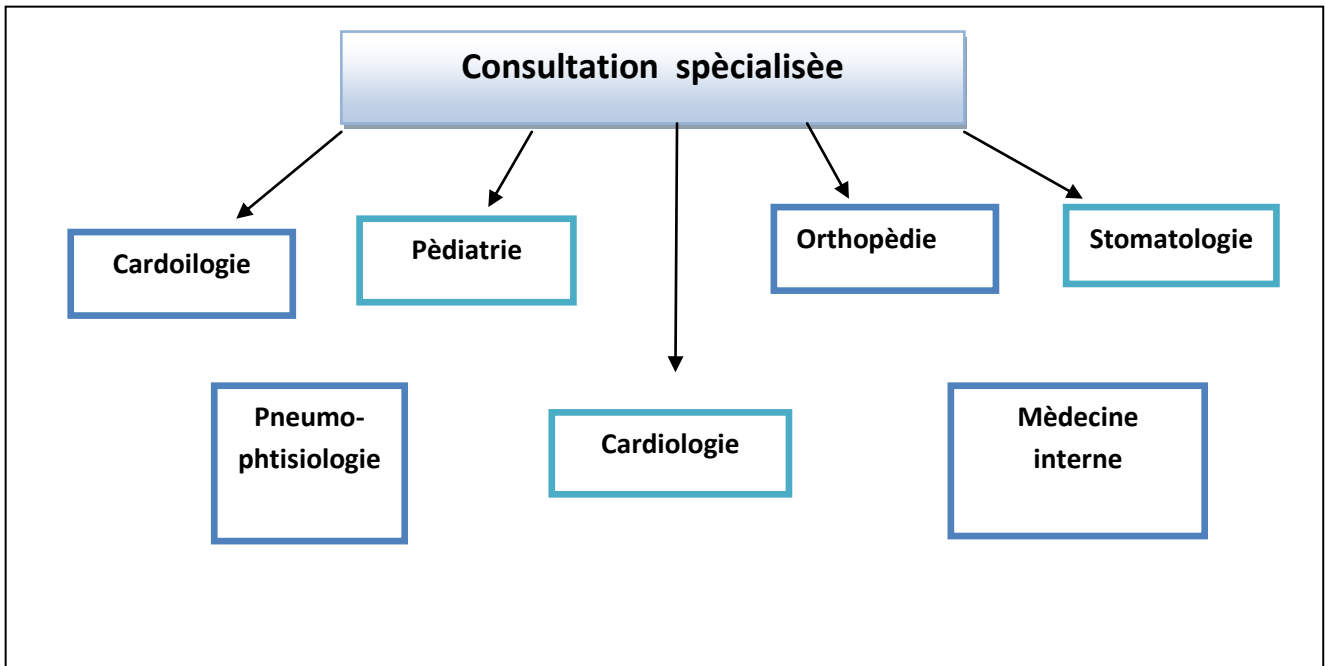 Consultation spècialisèe
Cardoilogie
Pèdiatrie
Orthopèdie
Stomatologie
Pneumo-
phtisiologie
Cardiologie
Mèdecine
interne